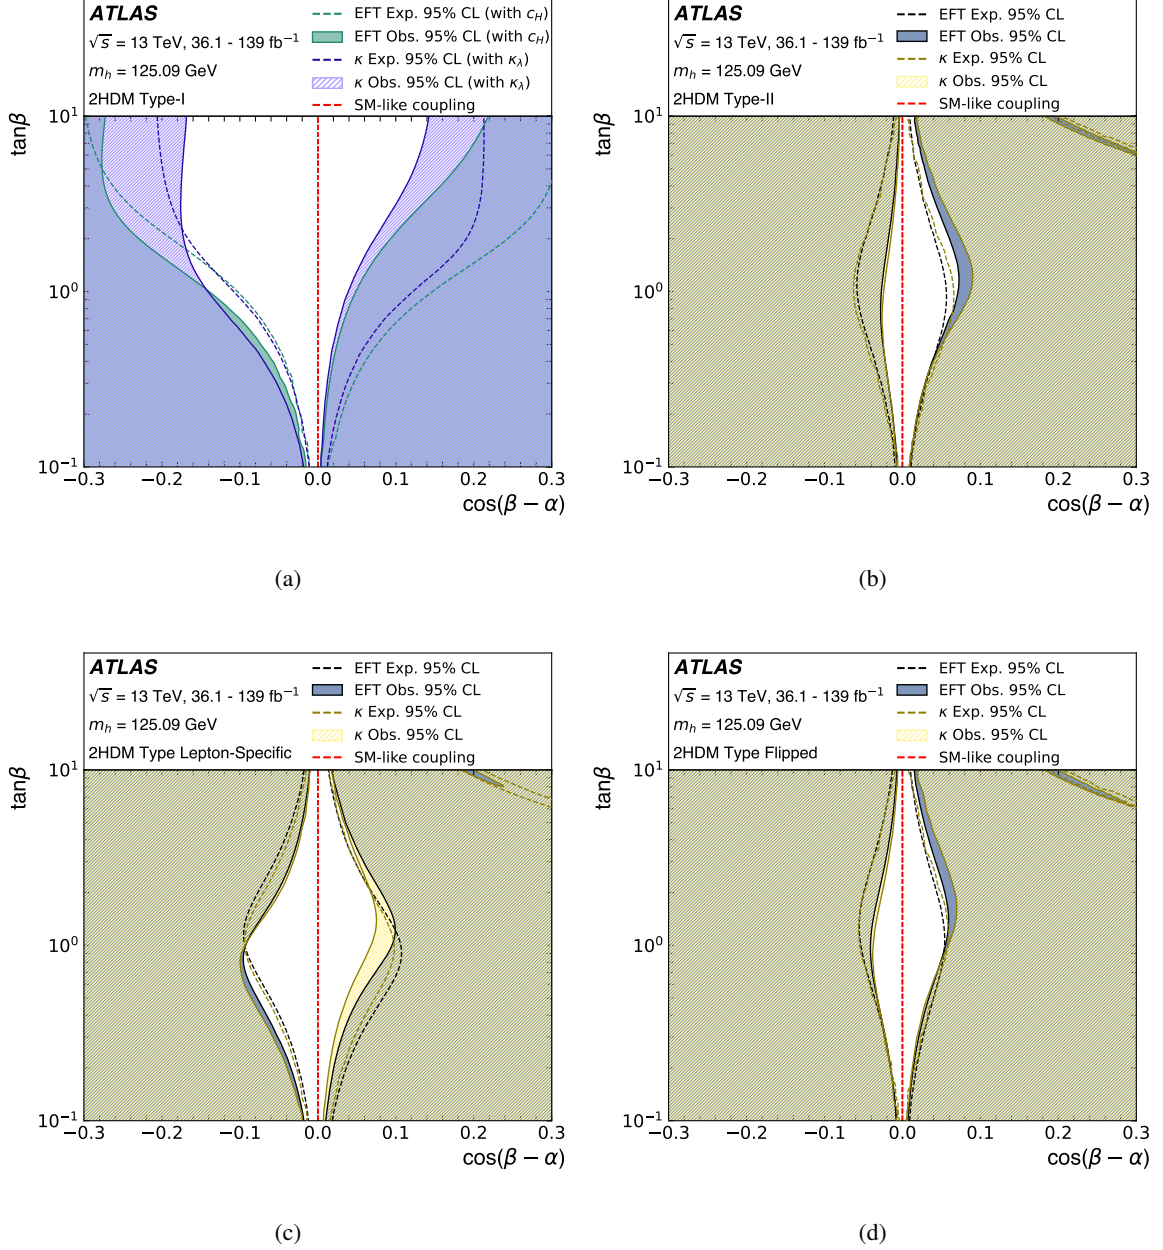 ATLAS
√s = 13 TeV, 36.1 - 139 fb⁻¹
mₕ = 125.09 GeV
2HDM Type-I
EFT Exp. 95% CL (with c_H)
EFT Obs. 95% CL (with c_H)
κ Exp. 95% CL (with κ_λ)
κ Obs. 95% CL (with κ_λ)
SM-like coupling
tanβ
10¹
10⁰
10⁻¹
−0.3 −0.2 −0.1 0.0 0.1 0.2 0.3
cos(β − α)
(a)
ATLAS
√s = 13 TeV, 36.1 - 139 fb⁻¹
mₕ = 125.09 GeV
2HDM Type-II
EFT Exp. 95% CL
EFT Obs. 95% CL
κ Exp. 95% CL
κ Obs. 95% CL
SM-like coupling
tanβ
10¹
10⁰
10⁻¹
−0.3 −0.2 −0.1 0.0 0.1 0.2 0.3
cos(β − α)
(b)
ATLAS
√s = 13 TeV, 36.1 - 139 fb⁻¹
mₕ = 125.09 GeV
2HDM Type Lepton-Specific
EFT Exp. 95% CL
EFT Obs. 95% CL
κ Exp. 95% CL
κ Obs. 95% CL
SM-like coupling
tanβ
10¹
10⁰
10⁻¹
−0.3 −0.2 −0.1 0.0 0.1 0.2 0.3
cos(β − α)
(c)
ATLAS
√s = 13 TeV, 36.1 - 139 fb⁻¹
mₕ = 125.09 GeV
2HDM Type Flipped
EFT Exp. 95% CL
EFT Obs. 95% CL
κ Exp. 95% CL
κ Obs. 95% CL
SM-like coupling
tanβ
10¹
10⁰
10⁻¹
−0.3 −0.2 −0.1 0.0 0.1 0.2 0.3
cos(β − α)
(d)